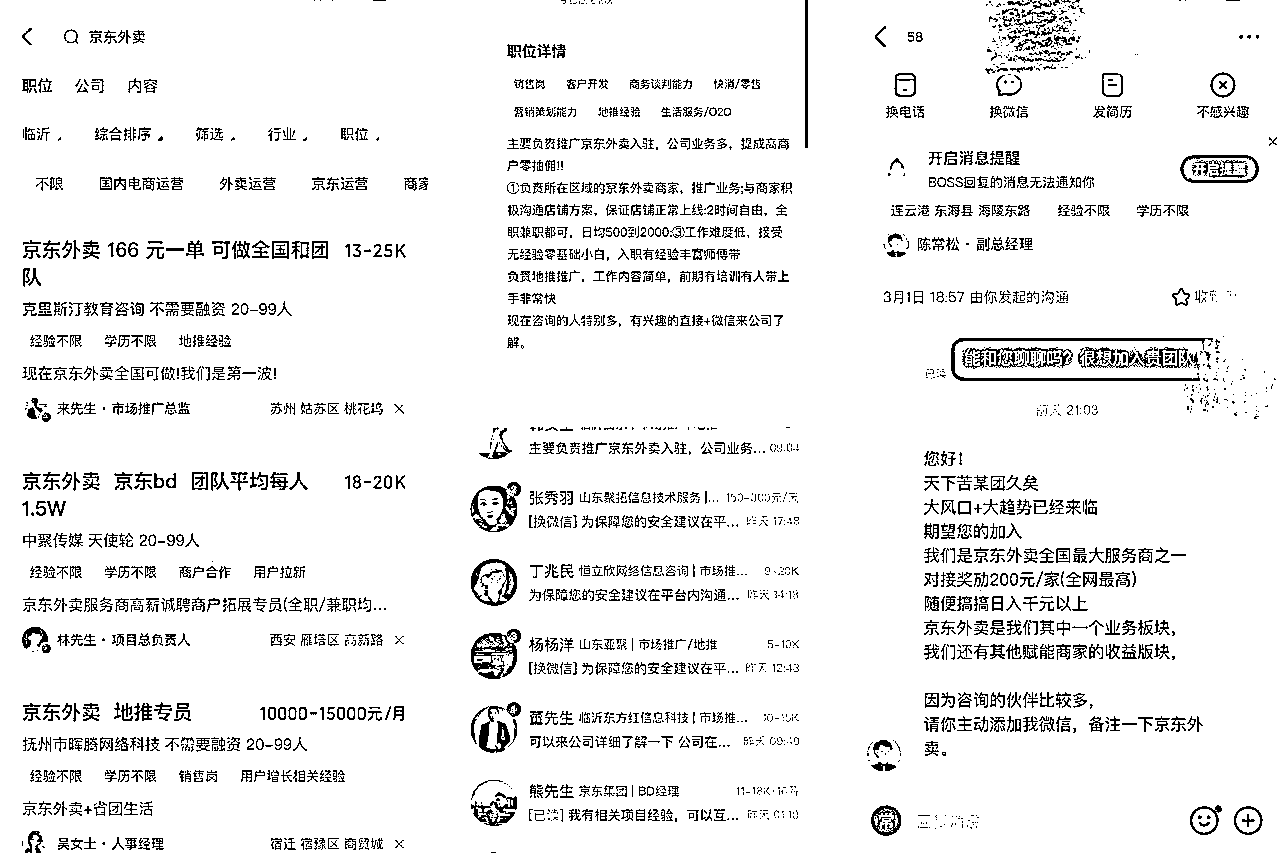 京东外卖
职位 公司 内容
临沂 综合排序 筛选 行业 职位
不限 国内电商运营 外卖运营 京东运营 商家
京东外卖 166 元一单 可做全国和团队 13-25K
克里斯汀教育咨询 不需要融资 20-99人
经验不限 学历不限 地推经验
现在京东外卖全国可做!我们是第一波!
来先生·市场推广总监 苏州 姑苏区 桃花坞
京东外卖 京东bd 团队平均每人 18-20K
1.5W
中聚传媒 天使轮 20-99人
经验不限 学历不限 商户合作 用户拉新
京东外卖服务商高薪诚聘商户拓展专员(全职/兼职均...
林先生·项目总负责人 西安 雁塔区 高新路
京东外卖 地推专员 10000-15000元/月
抚州市晖腾网络科技 不需要融资 20-99人
经验不限 学历不限 销售岗 用户增长相关经验
京东外卖+省团生活
吴女士·人事经理 宿迁 宿豫区 商贸城
职位详情
销售岗 客户开发 商务谈判能力 快消/零售
营销策划能力 地推经验 生活服务/O2O
主要负责推广京东外卖入驻，公司业务多，提成高商
户零抽佣!!
①负责所在区域的京东外卖商家，推广业务;与商家积
极沟通店铺方案，保证店铺正常上线:2时间自由，全
职兼职都可，日均500到2000:③工作难度低，接受
无经验零基础小白，入职有经验丰富师傅带
负责地推推广，工作内容简单，前期有培训有人带上
手非常快
现在咨询的人特别多，有兴趣的直接+微信来公司了
解。
主要负责推广京东外卖入驻，公司业务... 09:04
张秀羽 山东聚拓信息技术服务 |...
[换微信] 为保障您的安全建议在平... 昨天 17:48
丁兆民 恒立欣网络信息咨询 | 市场推... 9-20K
为保障您的安全建议在平台内沟通... 昨天 14:13
杨杨洋 山东亚聚 | 市场推广/地推 5-10K
[换微信] 为保障您的安全建议在平... 昨天 12:43
董先生 临沂东方红信息科技 | 市场推... 10-15K
可以来公司详细了解一下 公司在... 昨天 09:49
熊先生 京东集团 | BD经理
[已读] 我有相关项目经验，可以互...
58
换电话 换微信 发简历 不感兴趣
开启消息提醒
BOSS回复的消息无法通知你
开启提醒
连云港 东海县 海陵东路 经验不限 学历不限
陈常松·副总经理
3月1日 18:57 由你发起的沟通
能和您聊聊吗？很想加入贵团队
前天 21:03
您好！
天下苦某团久矣
大风口+大趋势已经来临
期望您的加入
我们是京东外卖全国最大服务商之一
对接奖励200元/家(全网最高)
随便搞搞日入千元以上
京东外卖是我们其中一个业务板块，
我们还有其他赋能商家的收益版块，
因为咨询的伙伴比较多，
请你主动添加我微信，备注一下京东外
卖。
常